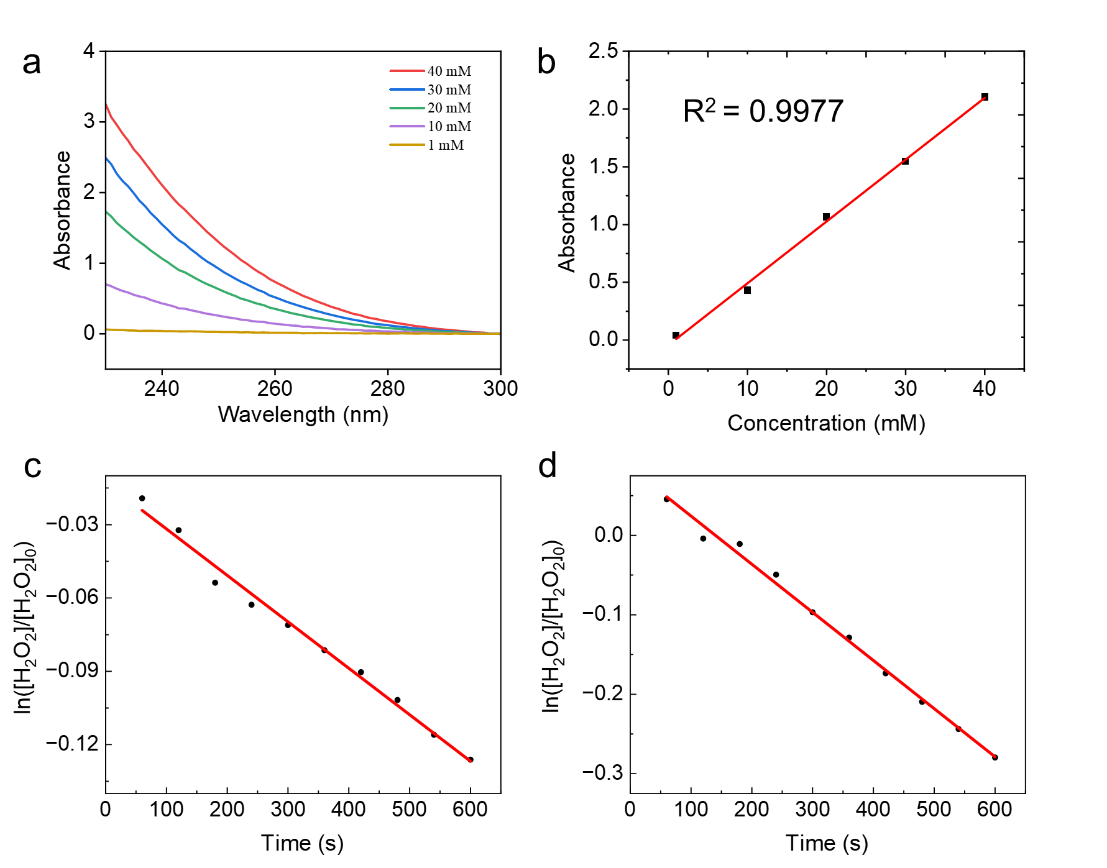 a
4
3
2
1
0
Absorbance
240
260
280
300
Wavelength (nm)
40 mM
30 mM
20 mM
10 mM
1 mM
b
2.5
2.0
1.5
1.0
0.5
0.0
Absorbance
R² = 0.9977
0
10
20
30
40
Concentration (mM)
c
−0.03
−0.06
−0.09
−0.12
ln([H₂O₂]/[H₂O₂]₀)
0
100
200
300
400
500
600
Time (s)
d
0.0
−0.1
−0.2
−0.3
ln([H₂O₂]/[H₂O₂]₀)
0
100
200
300
400
500
600
Time (s)